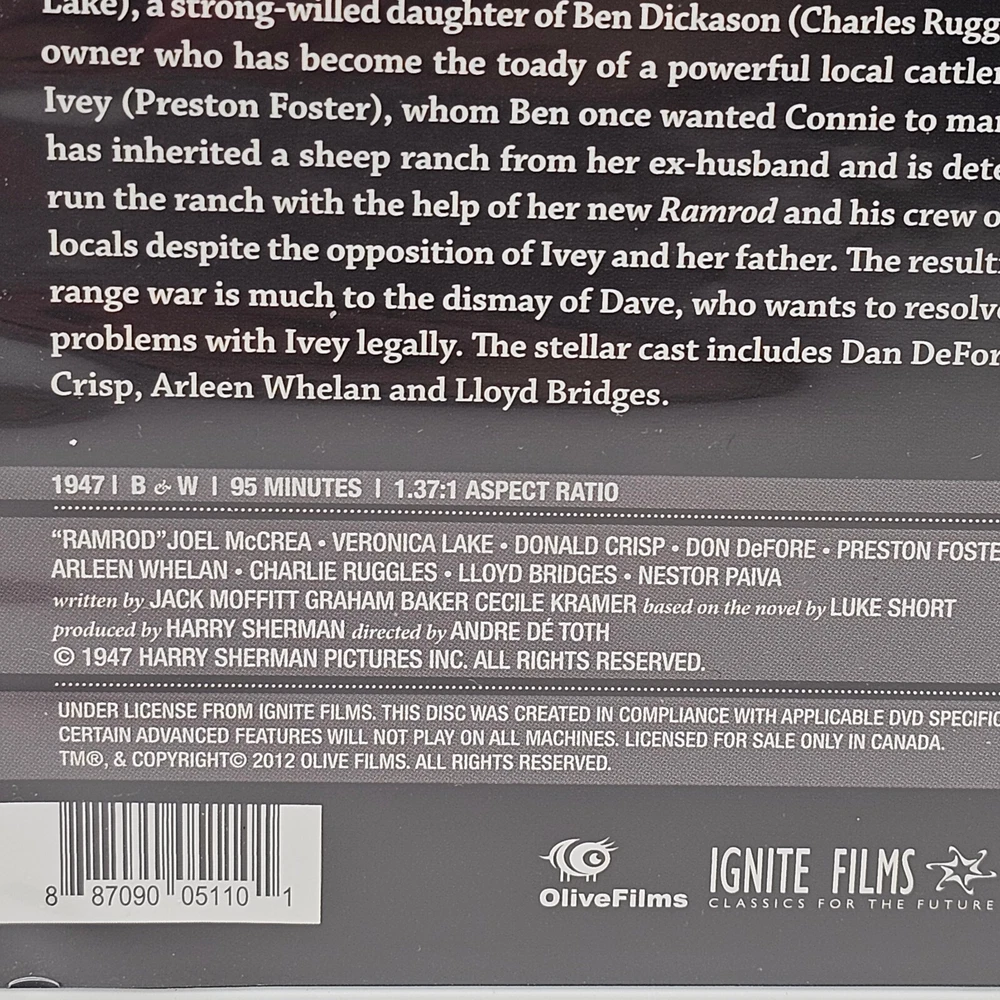 Lake), a strong-willed daughter of Ben Dickason (Charles Rugg
owner who has become the toady of a powerful local cattle
Ivey (Preston Foster), whom Ben once wanted Connie to ma
has inherited a sheep ranch from her ex-husband and is dete
run the ranch with the help of her new Ramrod and his crew o
locals despite the opposition of Ivey and her father. The result
range war is much to the dismay of Dave, who wants to resolve
problems with Ivey legally. The stellar cast includes Dan DeFor
Crisp, Arleen Whelan and Lloyd Bridges.
1947 | B & W | 95 MINUTES | 1.37:1 ASPECT RATIO
"RAMROD" JOEL McCREA • VERONICA LAKE • DONALD CRISP • DON DeFORE • PRESTON FOSTE
ARLEEN WHELAN • CHARLIE RUGGLES • LLOYD BRIDGES • NESTOR PAIVA
written by JACK MOFFITT GRAHAM BAKER CECILE KRAMER based on the novel by LUKE SHORT
produced by HARRY SHERMAN directed by ANDRE DÉ TOTH
© 1947 HARRY SHERMAN PICTURES INC. ALL RIGHTS RESERVED.
UNDER LICENSE FROM IGNITE FILMS. THIS DISC WAS CREATED IN COMPLIANCE WITH APPLICABLE DVD SPECIFIC
CERTAIN ADVANCED FEATURES WILL NOT PLAY ON ALL MACHINES. LICENSED FOR SALE ONLY IN CANADA.
TM®, & COPYRIGHT© 2012 OLIVE FILMS. ALL RIGHTS RESERVED.
8 87090 05110 1
OliveFilms
IGNITE FILMS
CLASSICS FOR THE FUTURE